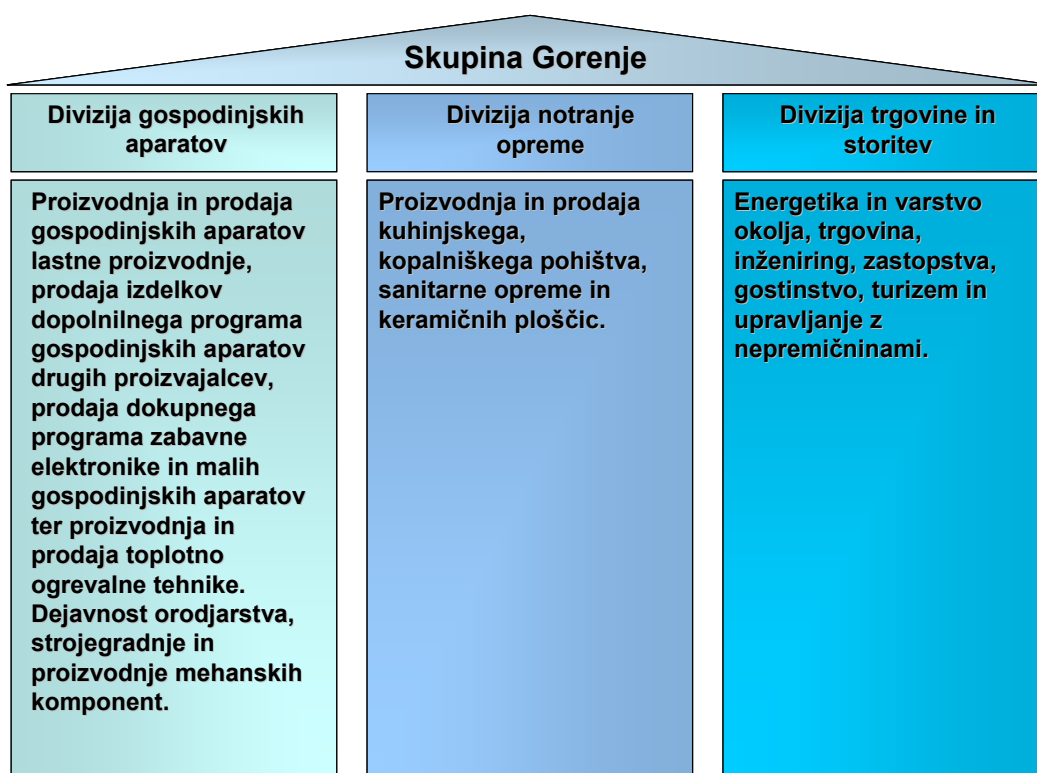 Skupina Gorenje
Divizija gospodinjskih
aparatov
Proizvodnja in prodaja
gospodinjskih aparatov
lastne proizvodnje,
prodaja izdelkov
dopolnilnega programa
gospodinjskih aparatov
drugih proizvajalcev,
prodaja dokupnega
programa zabavne
elektronike in malih
gospodinjskih aparatov
ter proizvodnja in
prodaja toplotno
ogrevalne tehnike.
Dejavnost orodjarstva,
strojegradnje in
proizvodnje mehanskih
komponent.
Divizija notranje
opreme
Proizvodnja in prodaja
kuhinjskega,
kopalniškega pohištva,
sanitarne opreme in
keramičnih ploščic.
Divizija trgovine in
storitev
Energetika in varstvo
okolja, trgovina,
inženiring, zastopstva,
gostinstvo, turizem in
upravljanje z
nepremičninami.